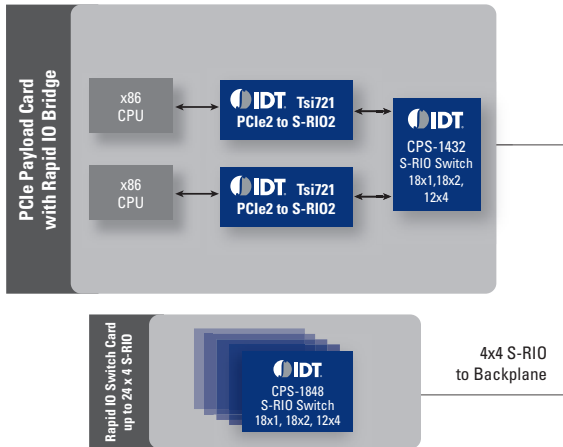 PCIe Payload Card
with Rapid IO Bridge
x86
CPU
IDT. Tsi721
PCIe2 to S-RIO2
x86
CPU
IDT. Tsi721
PCIe2 to S-RIO2
IDT.
CPS-1432
S-RIO Switch
18x1,18x2,
12x4
Rapid IO Switch Card
up to 24 x 4 S-RIO
IDT.
CPS-1848
S-RIO Switch
18x1, 18x2, 12x4
4x4 S-RIO
to Backplane